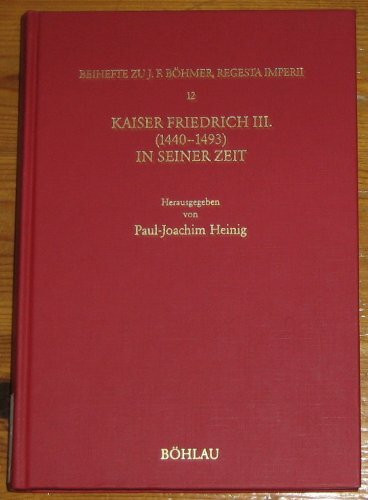 BEIHEFTE ZU J. F. BÖHMER, REGESTA IMPERII
12
KAISER FRIEDRICH III.
(1440–1493)
IN SEINER ZEIT
Herausgegeben
von
Paul-Joachim Heinig
BÖHLAU